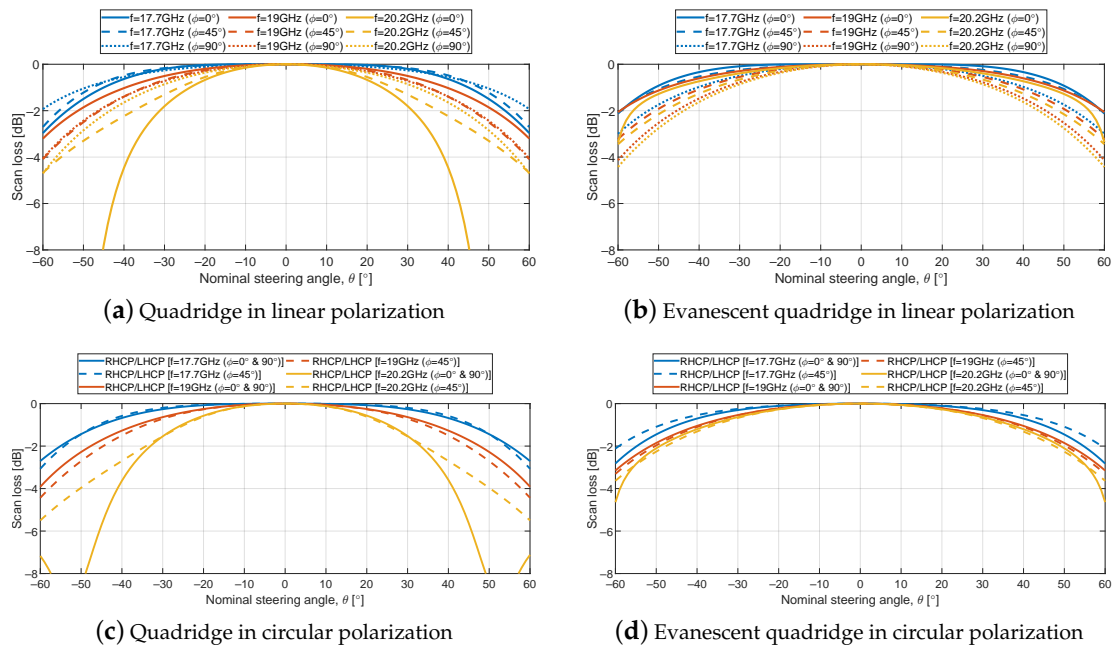 f=17.7GHz (ϕ=0°) f=19GHz (ϕ=0°) f=20.2GHz (ϕ=0°)
f=17.7GHz (ϕ=45°) f=19GHz (ϕ=45°) f=20.2GHz (ϕ=45°)
f=17.7GHz (ϕ=90°) f=19GHz (ϕ=90°) f=20.2GHz (ϕ=90°)
0
−2
−4
−6
−8
Scan loss [dB]
−60 −50 −40 −30 −20 −10 0 10 20 30 40 50 60
Nominal steering angle, θ [°]
(a) Quadridge in linear polarization
f=17.7GHz (ϕ=0°) f=19GHz (ϕ=0°) f=20.2GHz (ϕ=0°)
f=17.7GHz (ϕ=45°) f=19GHz (ϕ=45°) f=20.2GHz (ϕ=45°)
f=17.7GHz (ϕ=90°) f=19GHz (ϕ=90°) f=20.2GHz (ϕ=90°)
0
−2
−4
−6
−8
Scan loss [dB]
−60 −50 −40 −30 −20 −10 0 10 20 30 40 50 60
Nominal steering angle, θ [°]
(b) Evanescent quadridge in linear polarization
RHCP/LHCP [f=17.7GHz (ϕ=0° & 90°)] RHCP/LHCP [f=19GHz (ϕ=45°)]
RHCP/LHCP [f=17.7GHz (ϕ=45°)] RHCP/LHCP [f=20.2GHz (ϕ=0° & 90°)]
RHCP/LHCP [f=19GHz (ϕ=0° & 90°)] RHCP/LHCP [f=20.2GHz (ϕ=45°)]
0
−2
−4
−6
−8
Scan loss [dB]
−60 −50 −40 −30 −20 −10 0 10 20 30 40 50 60
Nominal steering angle, θ [°]
(c) Quadridge in circular polarization
RHCP/LHCP [f=17.7GHz (ϕ=0° & 90°)] RHCP/LHCP [f=19GHz (ϕ=45°)]
RHCP/LHCP [f=17.7GHz (ϕ=45°)] RHCP/LHCP [f=20.2GHz (ϕ=0° & 90°)]
RHCP/LHCP [f=19GHz (ϕ=0° & 90°)] RHCP/LHCP [f=20.2GHz (ϕ=45°)]
0
−2
−4
−6
−8
Scan loss [dB]
−60 −50 −40 −30 −20 −10 0 10 20 30 40 50 60
Nominal steering angle, θ [°]
(d) Evanescent quadridge in circular polarization